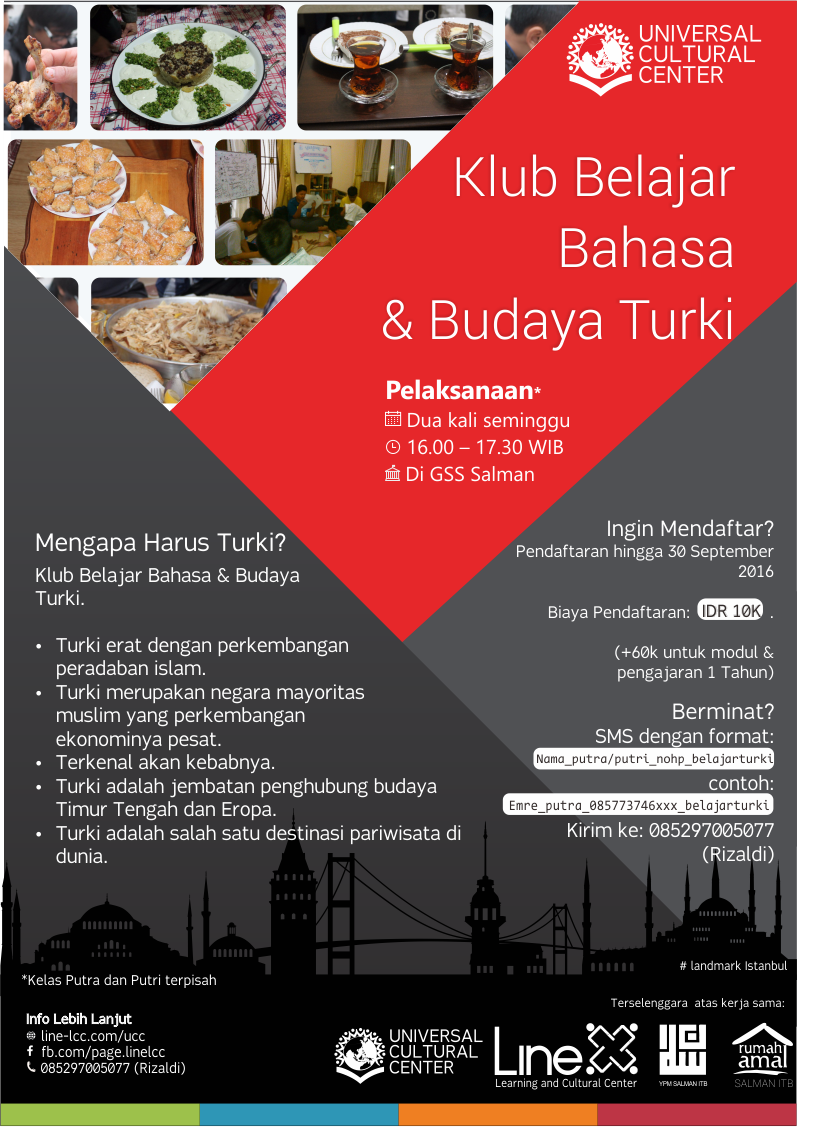 UNIVERSAL
CULTURAL
CENTER
Klub Belajar
Bahasa
& Budaya Turki
Pelaksanaan*
Dua kali seminggu
16.00 – 17.30 WIB
Di GSS Salman
Mengapa Harus Turki?
Klub Belajar Bahasa & Budaya
Turki.
• Turki erat dengan perkembangan
peradaban islam.
• Turki merupakan negara mayoritas
muslim yang perkembangan
ekonominya pesat.
• Terkenal akan kebabnya.
• Turki adalah jembatan penghubung budaya
Timur Tengah dan Eropa.
• Turki adalah salah satu destinasi pariwisata di
dunia.
Ingin Mendaftar?
Pendaftaran hingga 30 September
2016
Biaya Pendaftaran: IDR 10K .
(+60k untuk modul &
pengajaran 1 Tahun)
Berminat?
SMS dengan format:
Nama_putra/putri_nohp_belajarturki
contoh:
Emre_putra_085773746xxx_belajarturki
Kirim ke: 085297005077
(Rizaldi)
# landmark Istanbul
*Kelas Putra dan Putri terpisah
Terselenggara atas kerja sama:
Info Lebih Lanjut
line-lcc.com/ucc
fb.com/page.linelcc
085297005077 (Rizaldi)
UNIVERSAL
CULTURAL
CENTER
Line
Learning and Cultural Center
YPM SALMAN ITB
rumah
amal
SALMAN ITB